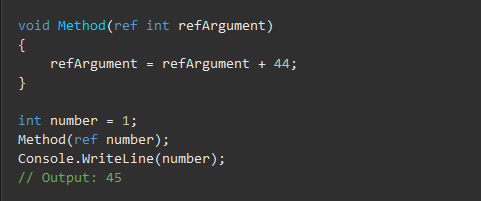 void Method(ref int refArgument)
{
    refArgument = refArgument + 44;
}

int number = 1;
Method(ref number);
Console.WriteLine(number);
// Output: 45